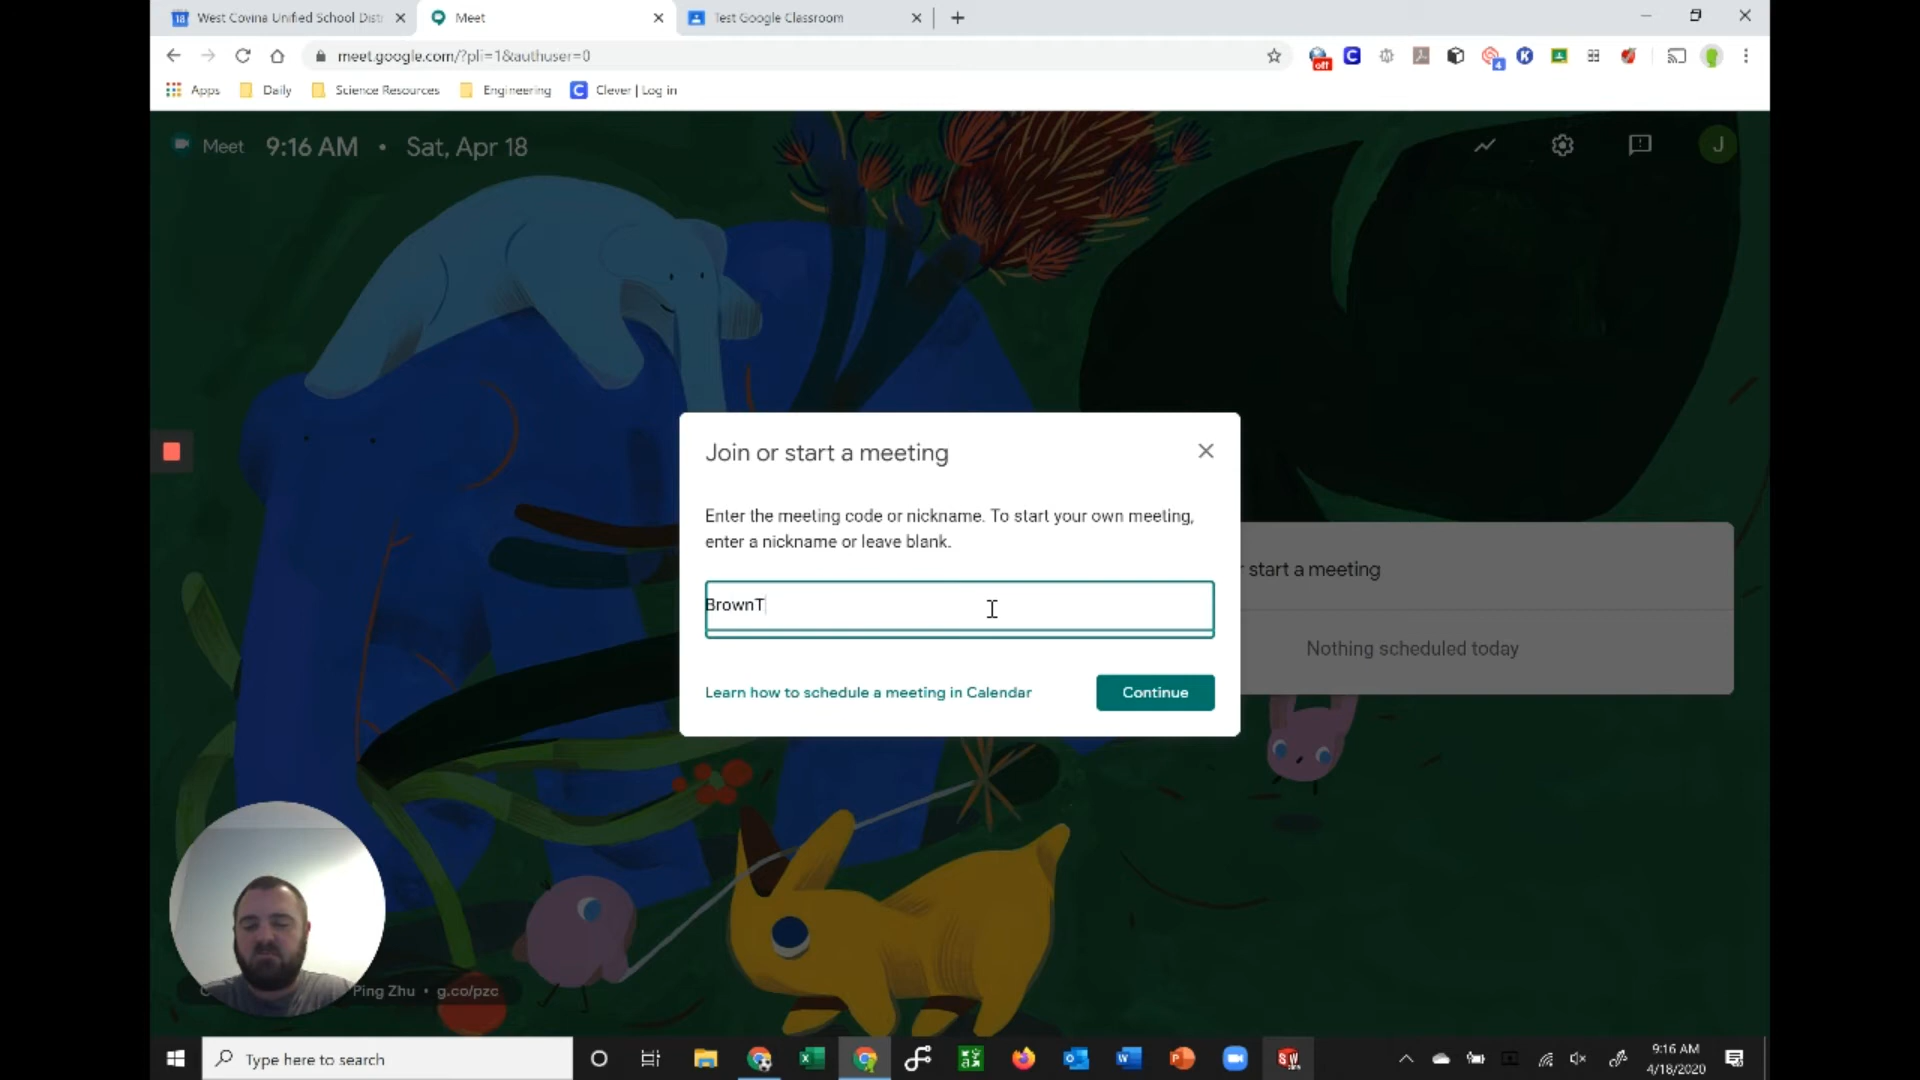 West Covina Unified School Distr
Meet
Test Google Classroom
meet.google.com/?pli=1&authuser=0
off
4
Apps
Daily
Science Resources
Engineering
Clever | Log in
Meet 9:16 AM • Sat, Apr 18
J
Join or start a meeting
Enter the meeting code or nickname. To start your own meeting,
enter a nickname or leave blank.
BrownT
start a meeting
Nothing scheduled today
Learn how to schedule a meeting in Calendar
Continue
Ping Zhu • g.co/pzc
Type here to search
9:16 AM
4/18/2020